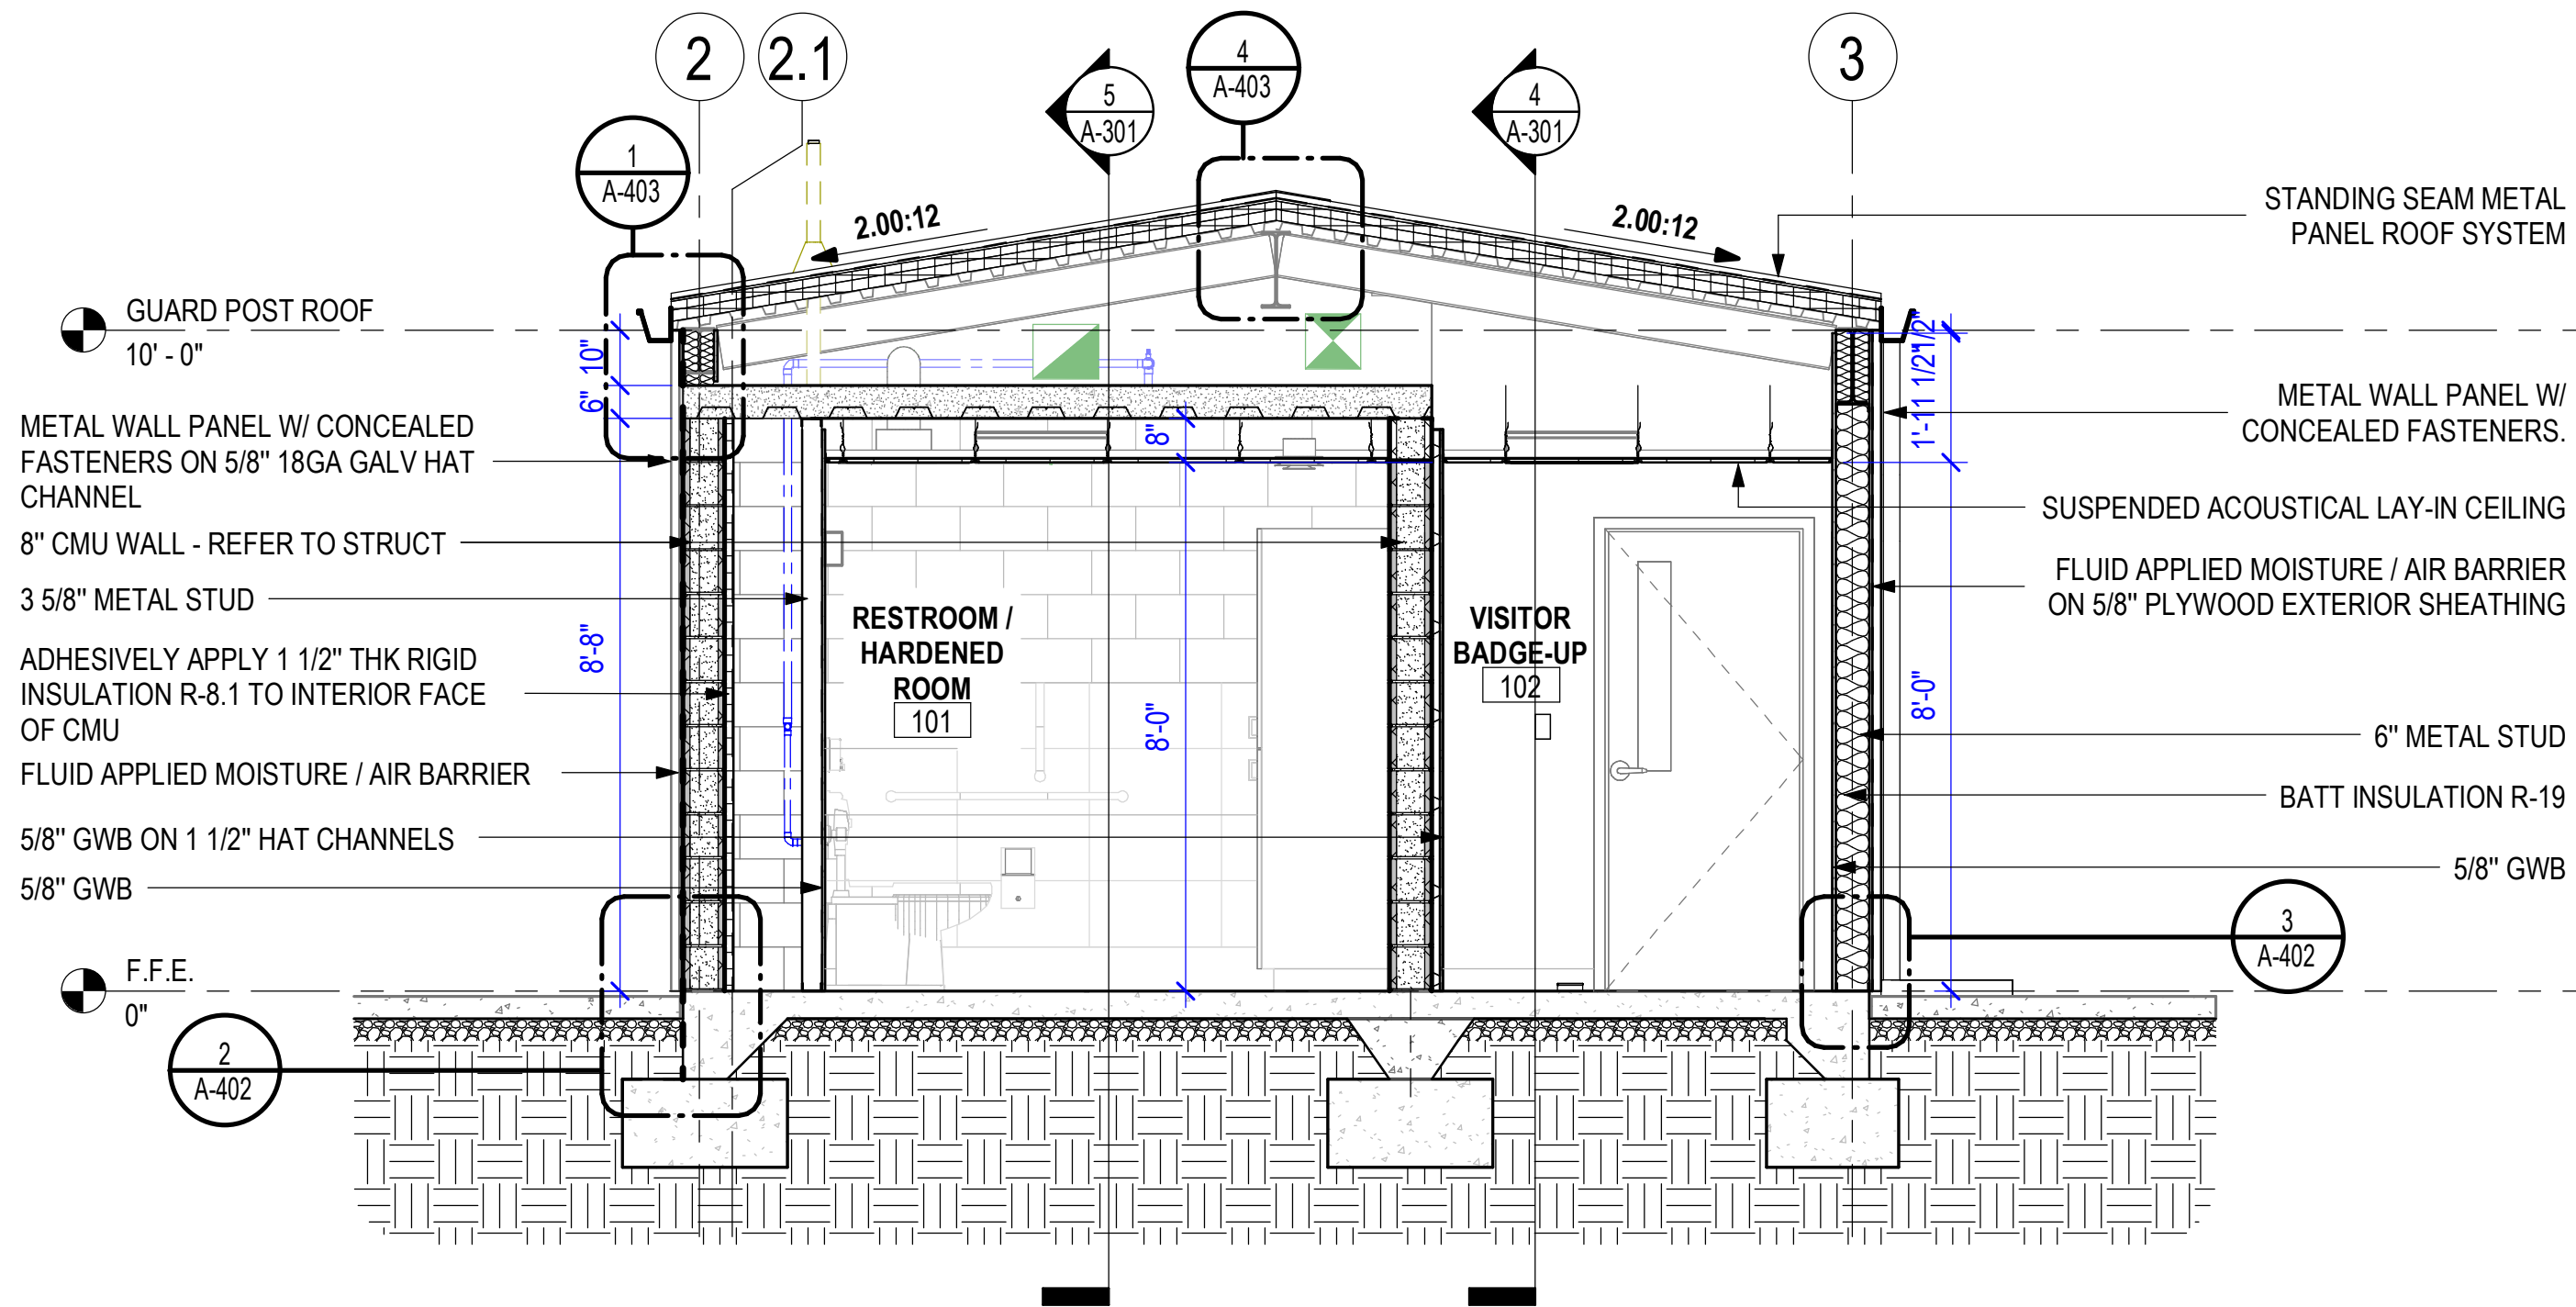 2
2.1
3
1
A-403
5
A-301
4
A-403
4
A-301
2.00:12
2.00:12
STANDING SEAM METAL
PANEL ROOF SYSTEM
GUARD POST ROOF
10' - 0"
10"
6"
8'-8"
METAL WALL PANEL W/ CONCEALED
FASTENERS ON 5/8" 18GA GALV HAT
CHANNEL
8" CMU WALL - REFER TO STRUCT
3 5/8" METAL STUD
ADHESIVELY APPLY 1 1/2" THK RIGID
INSULATION R-8.1 TO INTERIOR FACE
OF CMU
FLUID APPLIED MOISTURE / AIR BARRIER
5/8" GWB ON 1 1/2" HAT CHANNELS
5/8" GWB
F.F.E.
0"
2
A-402
8"
8'-0"
RESTROOM /
HARDENED
ROOM
101
VISITOR
BADGE-UP
102
1/2"
1'-11 1/2"
8'-0"
METAL WALL PANEL W/
CONCEALED FASTENERS.
SUSPENDED ACOUSTICAL LAY-IN CEILING
FLUID APPLIED MOISTURE / AIR BARRIER
ON 5/8" PLYWOOD EXTERIOR SHEATHING
6" METAL STUD
BATT INSULATION R-19
5/8" GWB
3
A-402